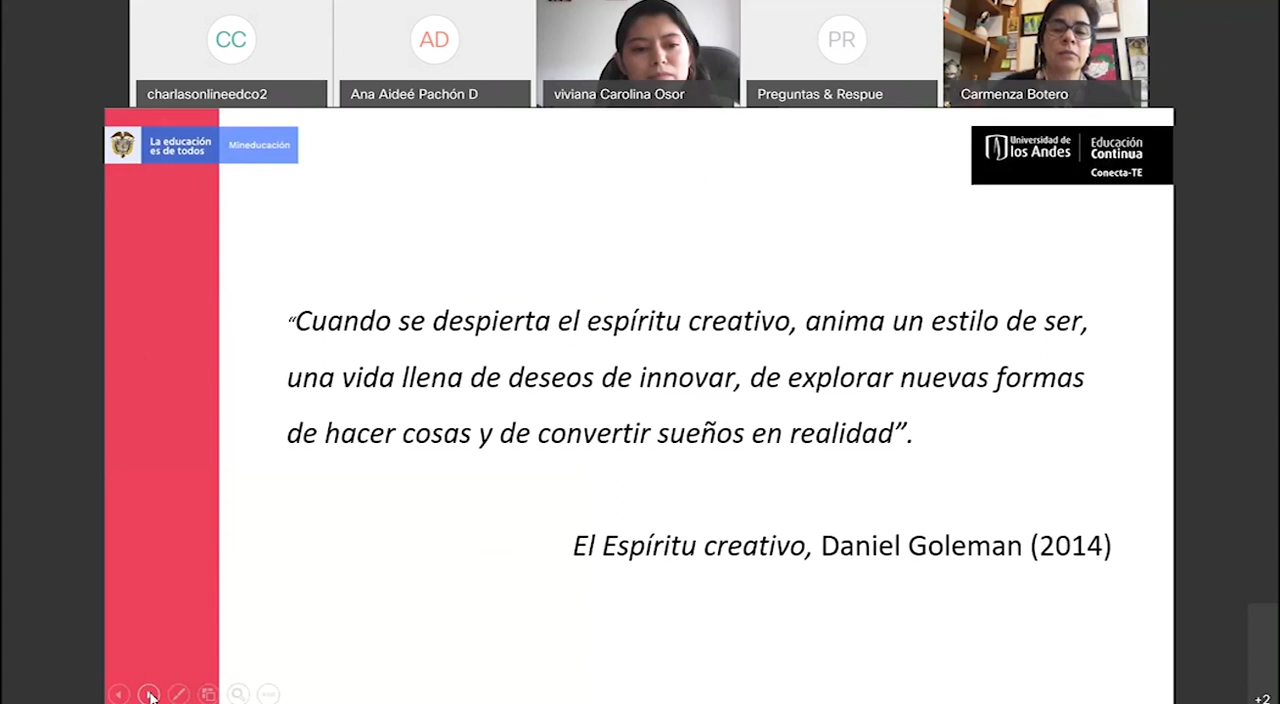 CC
AD
PR
charlasonlineedco2
Ana Aideé Pachón D
viviana Carolina Osor
Preguntas & Respue
Carmenza Botero
La educación
es de todos
Mineducación
Universidad de
los Andes
Educación
Continua
Conecta-TE
“Cuando se despierta el espíritu creativo, anima un estilo de ser,
una vida llena de deseos de innovar, de explorar nuevas formas
de hacer cosas y de convertir sueños en realidad”.
El Espíritu creativo, Daniel Goleman (2014)
+2